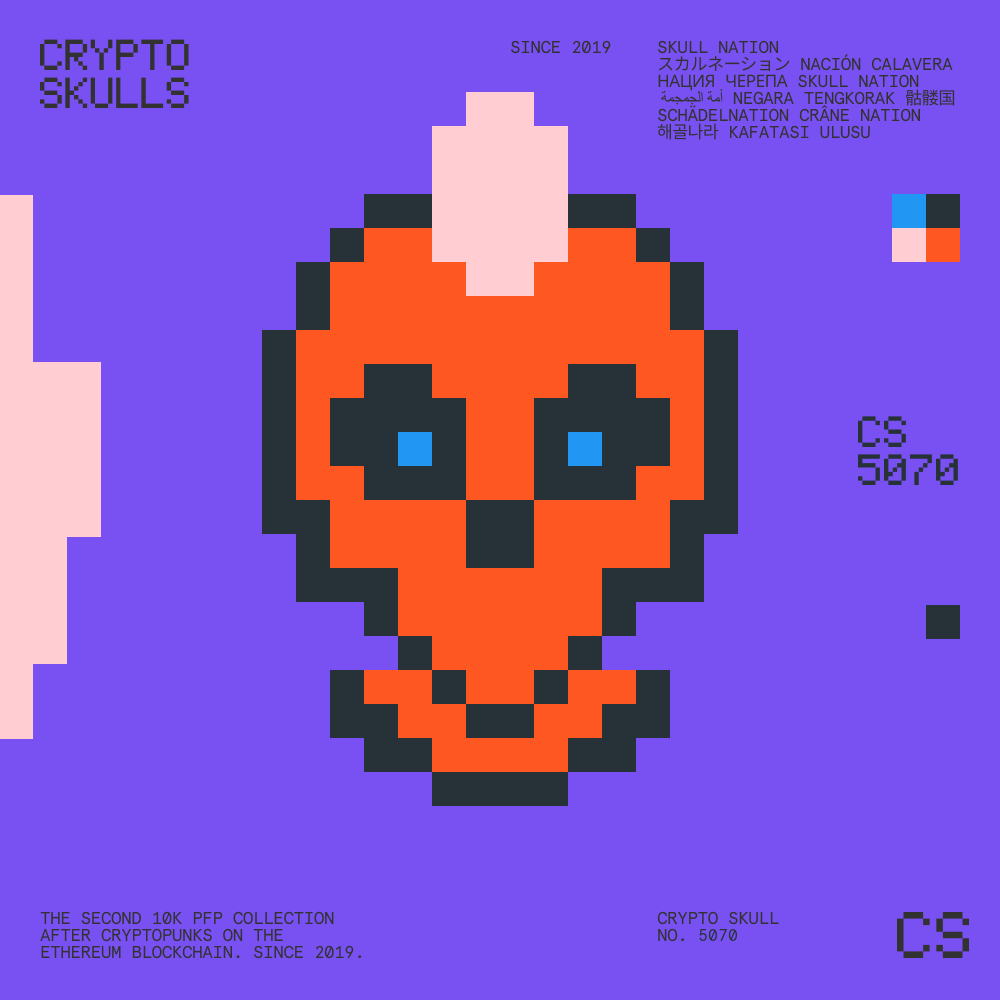 CRYPTO
SKULLS
SINCE 2019
SKULL NATION
スカルネーション NACIÓN CALAVERA
НАЦИЯ ЧЕРЕПА SKULL NATION
أمة الجمجمة NEGARA TENGKORAK 骷髅国
SCHÄDELNATION CRÂNE NATION
해골나라 KAFATASI ULUSU
CS
5070
THE SECOND 10K PFP COLLECTION
AFTER CRYPTOPUNKS ON THE
ETHEREUM BLOCKCHAIN. SINCE 2019.
CRYPTO SKULL
NO. 5070
CS